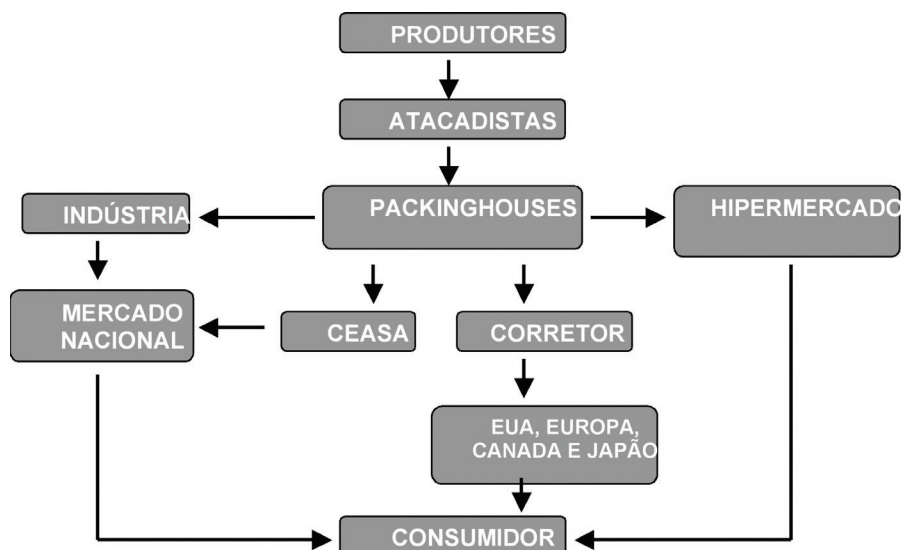 PRODUTORES
ATACADISTAS
INDÚSTRIA
PACKINGHOUSES
HIPERMERCADO
MERCADO
NACIONAL
CEASA
CORRETOR
EUA, EUROPA,
CANADA E JAPÃO
CONSUMIDOR